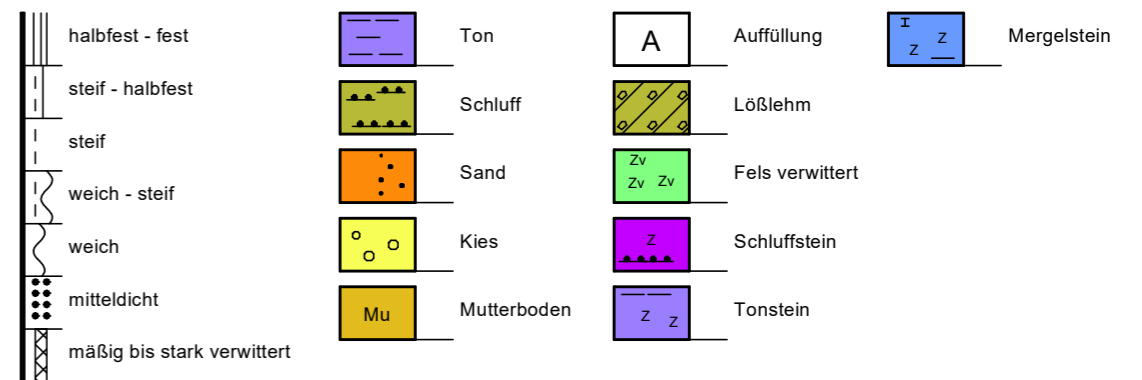 halbfest - fest
steif - halbfest
steif
weich - steif
weich
mitteldicht
mäßig bis stark verwittert
Ton
Schluff
Sand
Kies
Mu Mutterboden
A Auffüllung
Lößlehm
Zv
Zv Zv Fels verwittert
Z Schluffstein
Z Z Tonstein
I
Z Z Mergelstein